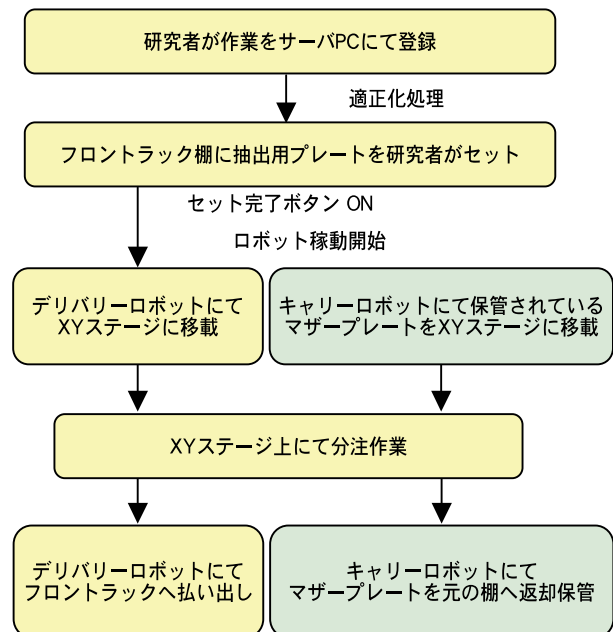 研究者が作業をサーバPCにて登録
適正化処理
フロントラック棚に抽出用プレートを研究者がセット
セット完了ボタン ON
ロボット稼動開始
デリバリーロボットにて
XYステージに移載
キャリーロボットにて保管されている
マザープレートをXYステージに移載
XYステージ上にて分注作業
デリバリーロボットにて
フロントラックへ払い出し
キャリーロボットにて
マザープレートを元の棚へ返却保管